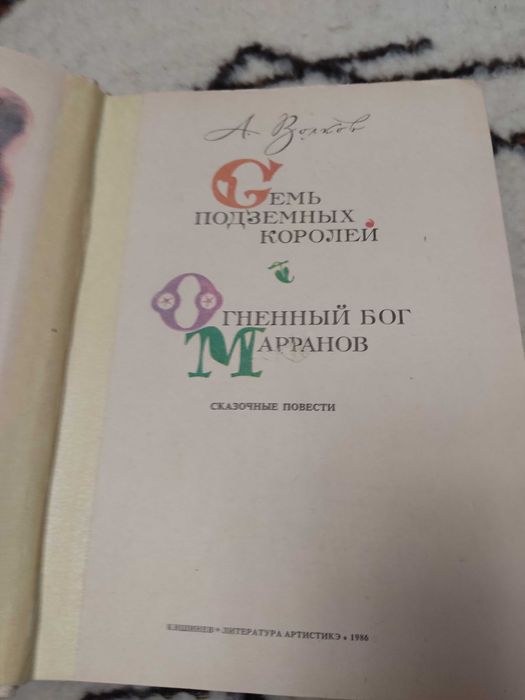 А. Волков
Семь
подземных
королей
Огненный бог
Марранов
сказочные повести
Кишинев • Литература артистикэ • 1986